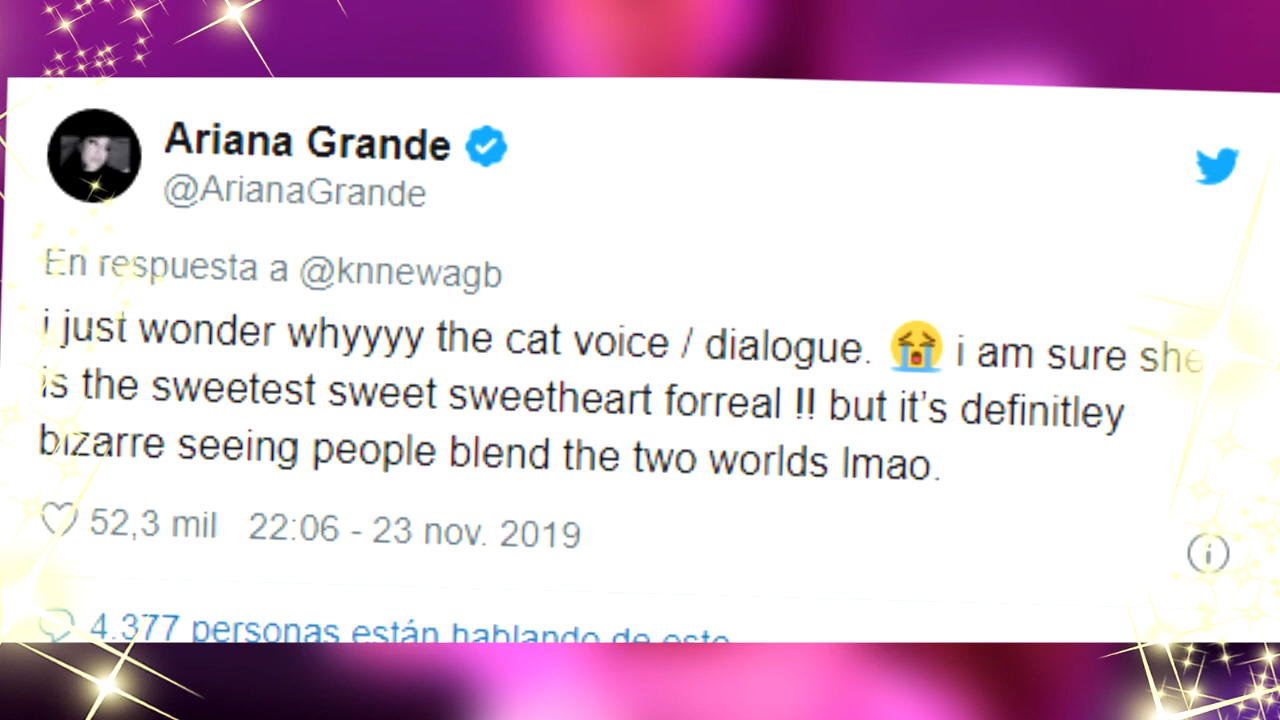 Ariana Grande
@ArianaGrande
En respuesta a @knnewagb
i just wonder whyyyy the cat voice / dialogue. 😭 i am sure she
is the sweetest sweet sweetheart forreal !! but it's definitley
bizarre seeing people blend the two worlds lmao.
52,3 mil 22:06 - 23 nov. 2019
4.377 personas están hablando de esto